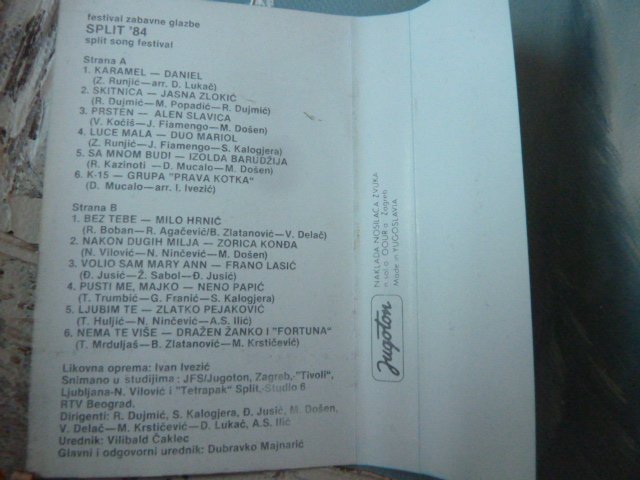 festival zabavne glazbe
SPLIT '84
split song festival
Strana A
1. KARAMEL — DANIEL
(Z. Runjić—arr. D. Lukač)
2. SKITNICA — JASNA ZLOKIĆ
(R. Dujmić—M. Popadić—R. Dujmić)
3. PRSTEN — ALEN SLAVICA
(V. Kočiš—J. Fiamengo—M. Došen)
4. LUCE MALA — DUO MARIOL
(Z. Runjić—J. Fiamengo—S. Kalogjera)
5. SA MNOM BUDI — IZOLDA BARUDŽIJA
(R. Kazinoti — D. Mucalo—M. Došen)
6. K-15 — GRUPA "PRAVA KOTKA"
(D. Mucalo—arr. I. Ivezić)
Strana B
1. BEZ TEBE — MILO HRNIĆ
(R. Boban—R. Agačević/B. Zlatanović—V. Delač)
2. NAKON DUGIH MILJA — ZORICA KONĐA
(N. Vilović—N. Ninčević—M. Došen)
3. VOLIO SAM MARY ANN — FRANO LASIĆ
(Đ. Jusić—Ž. Sabol—Đ. Jusić)
4. PUSTI ME, MAJKO — NENO PAPIĆ
(T. Trumbić—G. Franić—S. Kalogjera)
5. LJUBIM TE — ZLATKO PEJAKOVIĆ
(T. Huljić—N. Ninčević—A.S. Ilić)
6. NEMA TE VIŠE — DRAŽEN ŽANKO I "FORTUNA"
(T. Mrduljaš—B. Zlatanović—M. Krstičević)
Likovna oprema: Ivan Ivezić
Snimano u studijima : JFS/Jugoton, Zagreb, "Tivoli",
Ljubljana-N. Vilović i "Tetrapak" Split,-Studio 6
RTV Beograd.
Dirigenti: R. Dujmić, S. Kalogjera, Đ. Jusić, M. Došen,
V. Delač—M. Krstičević—D. Lukač, A.S. Ilić
Urednik: Vilibald Čaklec
Glavni i odgovorni urednik: Dubravko Majnarić
NAKLADA NOSILACA ZVUKA
n.sol.o. OOUR-a Zagreb
Made in YUGOSLAVIA
Jugoton